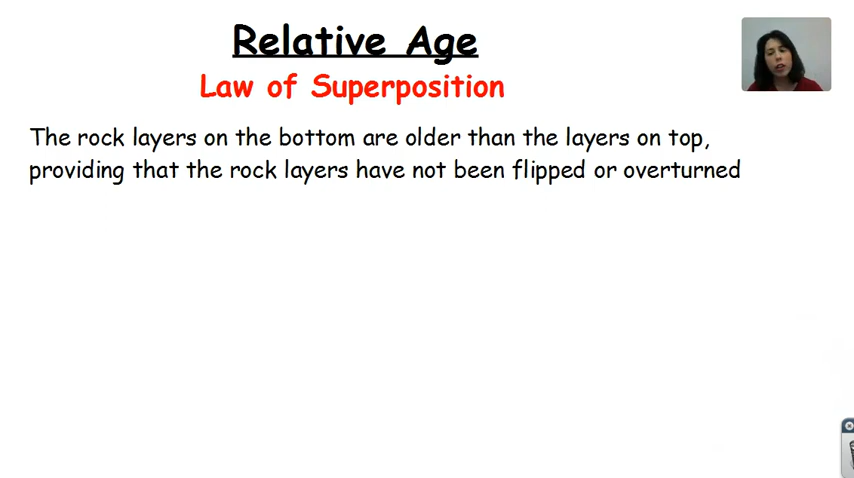 Relative Age
Law of Superposition
The rock layers on the bottom are older than the layers on top,
providing that the rock layers have not been flipped or overturned